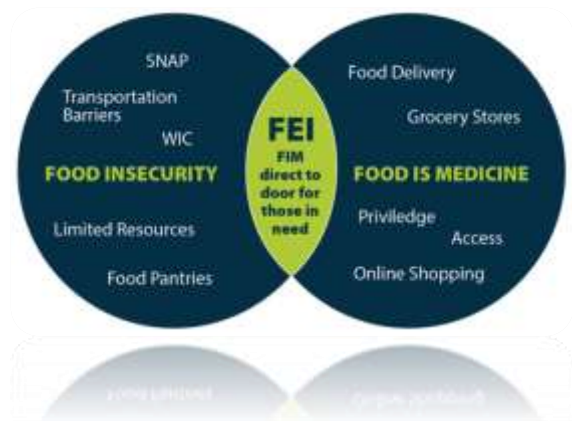 SNAP
Transportation
Barriers
WIC
FOOD INSECURITY
Limited Resources
Food Pantries
FEI
FIM
direct to
door for
those in
need
Food Delivery
Grocery Stores
FOOD IS MEDICINE
Priviledge
Access
Online Shopping